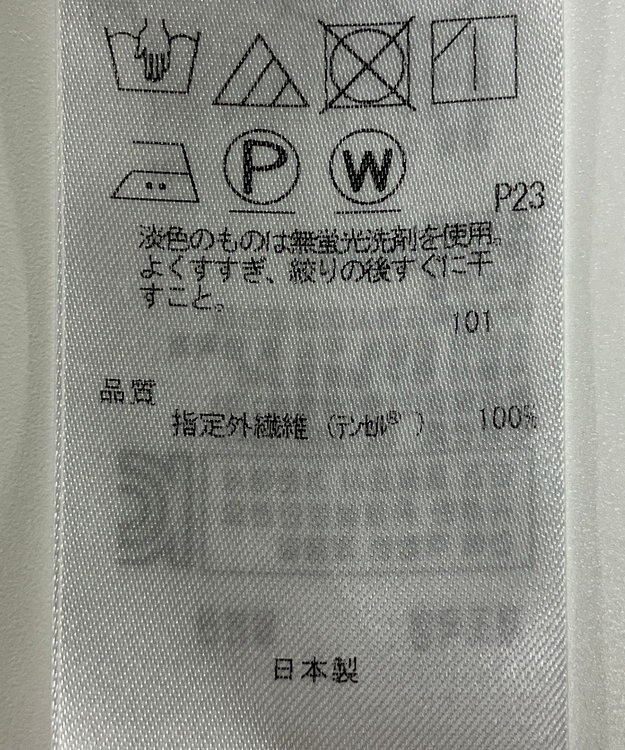 P
W
P23
淡色のものは無蛍光洗剤を使用。
よくすすぎ、絞りの後すぐに干
すこと。
101
品質
指定外繊維（テンセル®） 100%
日本製